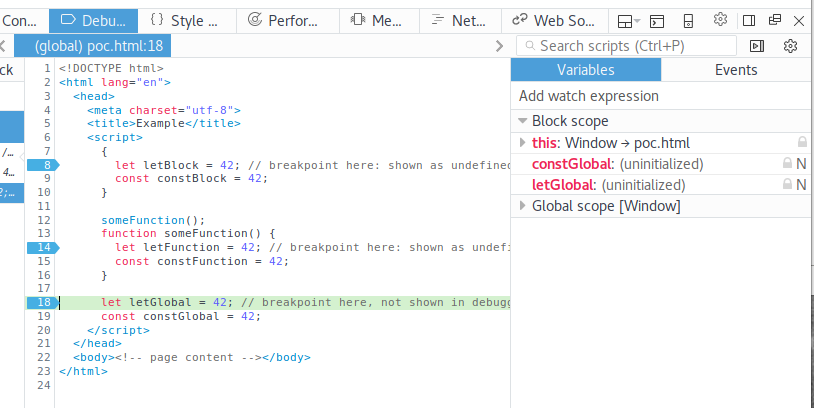 Con... Debu... Style ... Perfor... Me... Net... Web So...
(global) poc.html:18
Search scripts (Ctrl+P)
ck
/...
4...
2;...
1 <!DOCTYPE html>
2 <html lang="en">
3 <head>
4 <meta charset="utf-8">
5 <title>Example</title>
6 <script>
7 {
8 let letBlock = 42; // breakpoint here: shown as undefined
9 const constBlock = 42;
10 }
11
12 someFunction();
13 function someFunction() {
14 let letFunction = 42; // breakpoint here: shown as undefi
15 const constFunction = 42;
16 }
17
18 let letGlobal = 42; // breakpoint here, not shown in debugg
19 const constGlobal = 42;
20 </script>
21 </head>
22 <body><!-- page content --></body>
23 </html>
24
Variables Events
Add watch expression
Block scope
this: Window → poc.html
constGlobal: (uninitialized) N
letGlobal: (uninitialized) N
Global scope [Window]